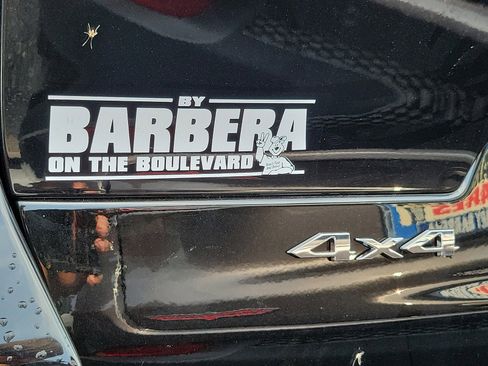 BY
BARBERA
ON THE BOULEVARD
4x4